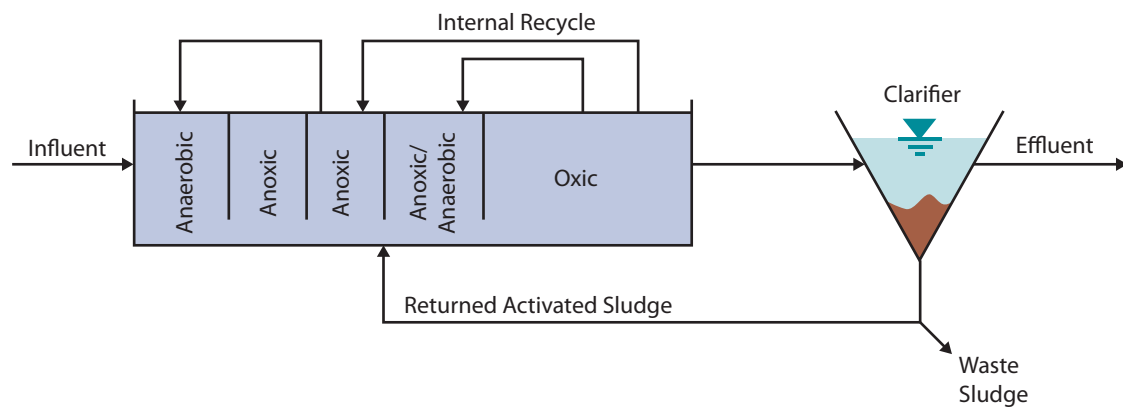 Internal Recycle
Clarifier
Influent
Anaerobic
Anoxic
Anoxic
Anoxic/
Anaerobic
Oxic
Effluent
Returned Activated Sludge
Waste
Sludge